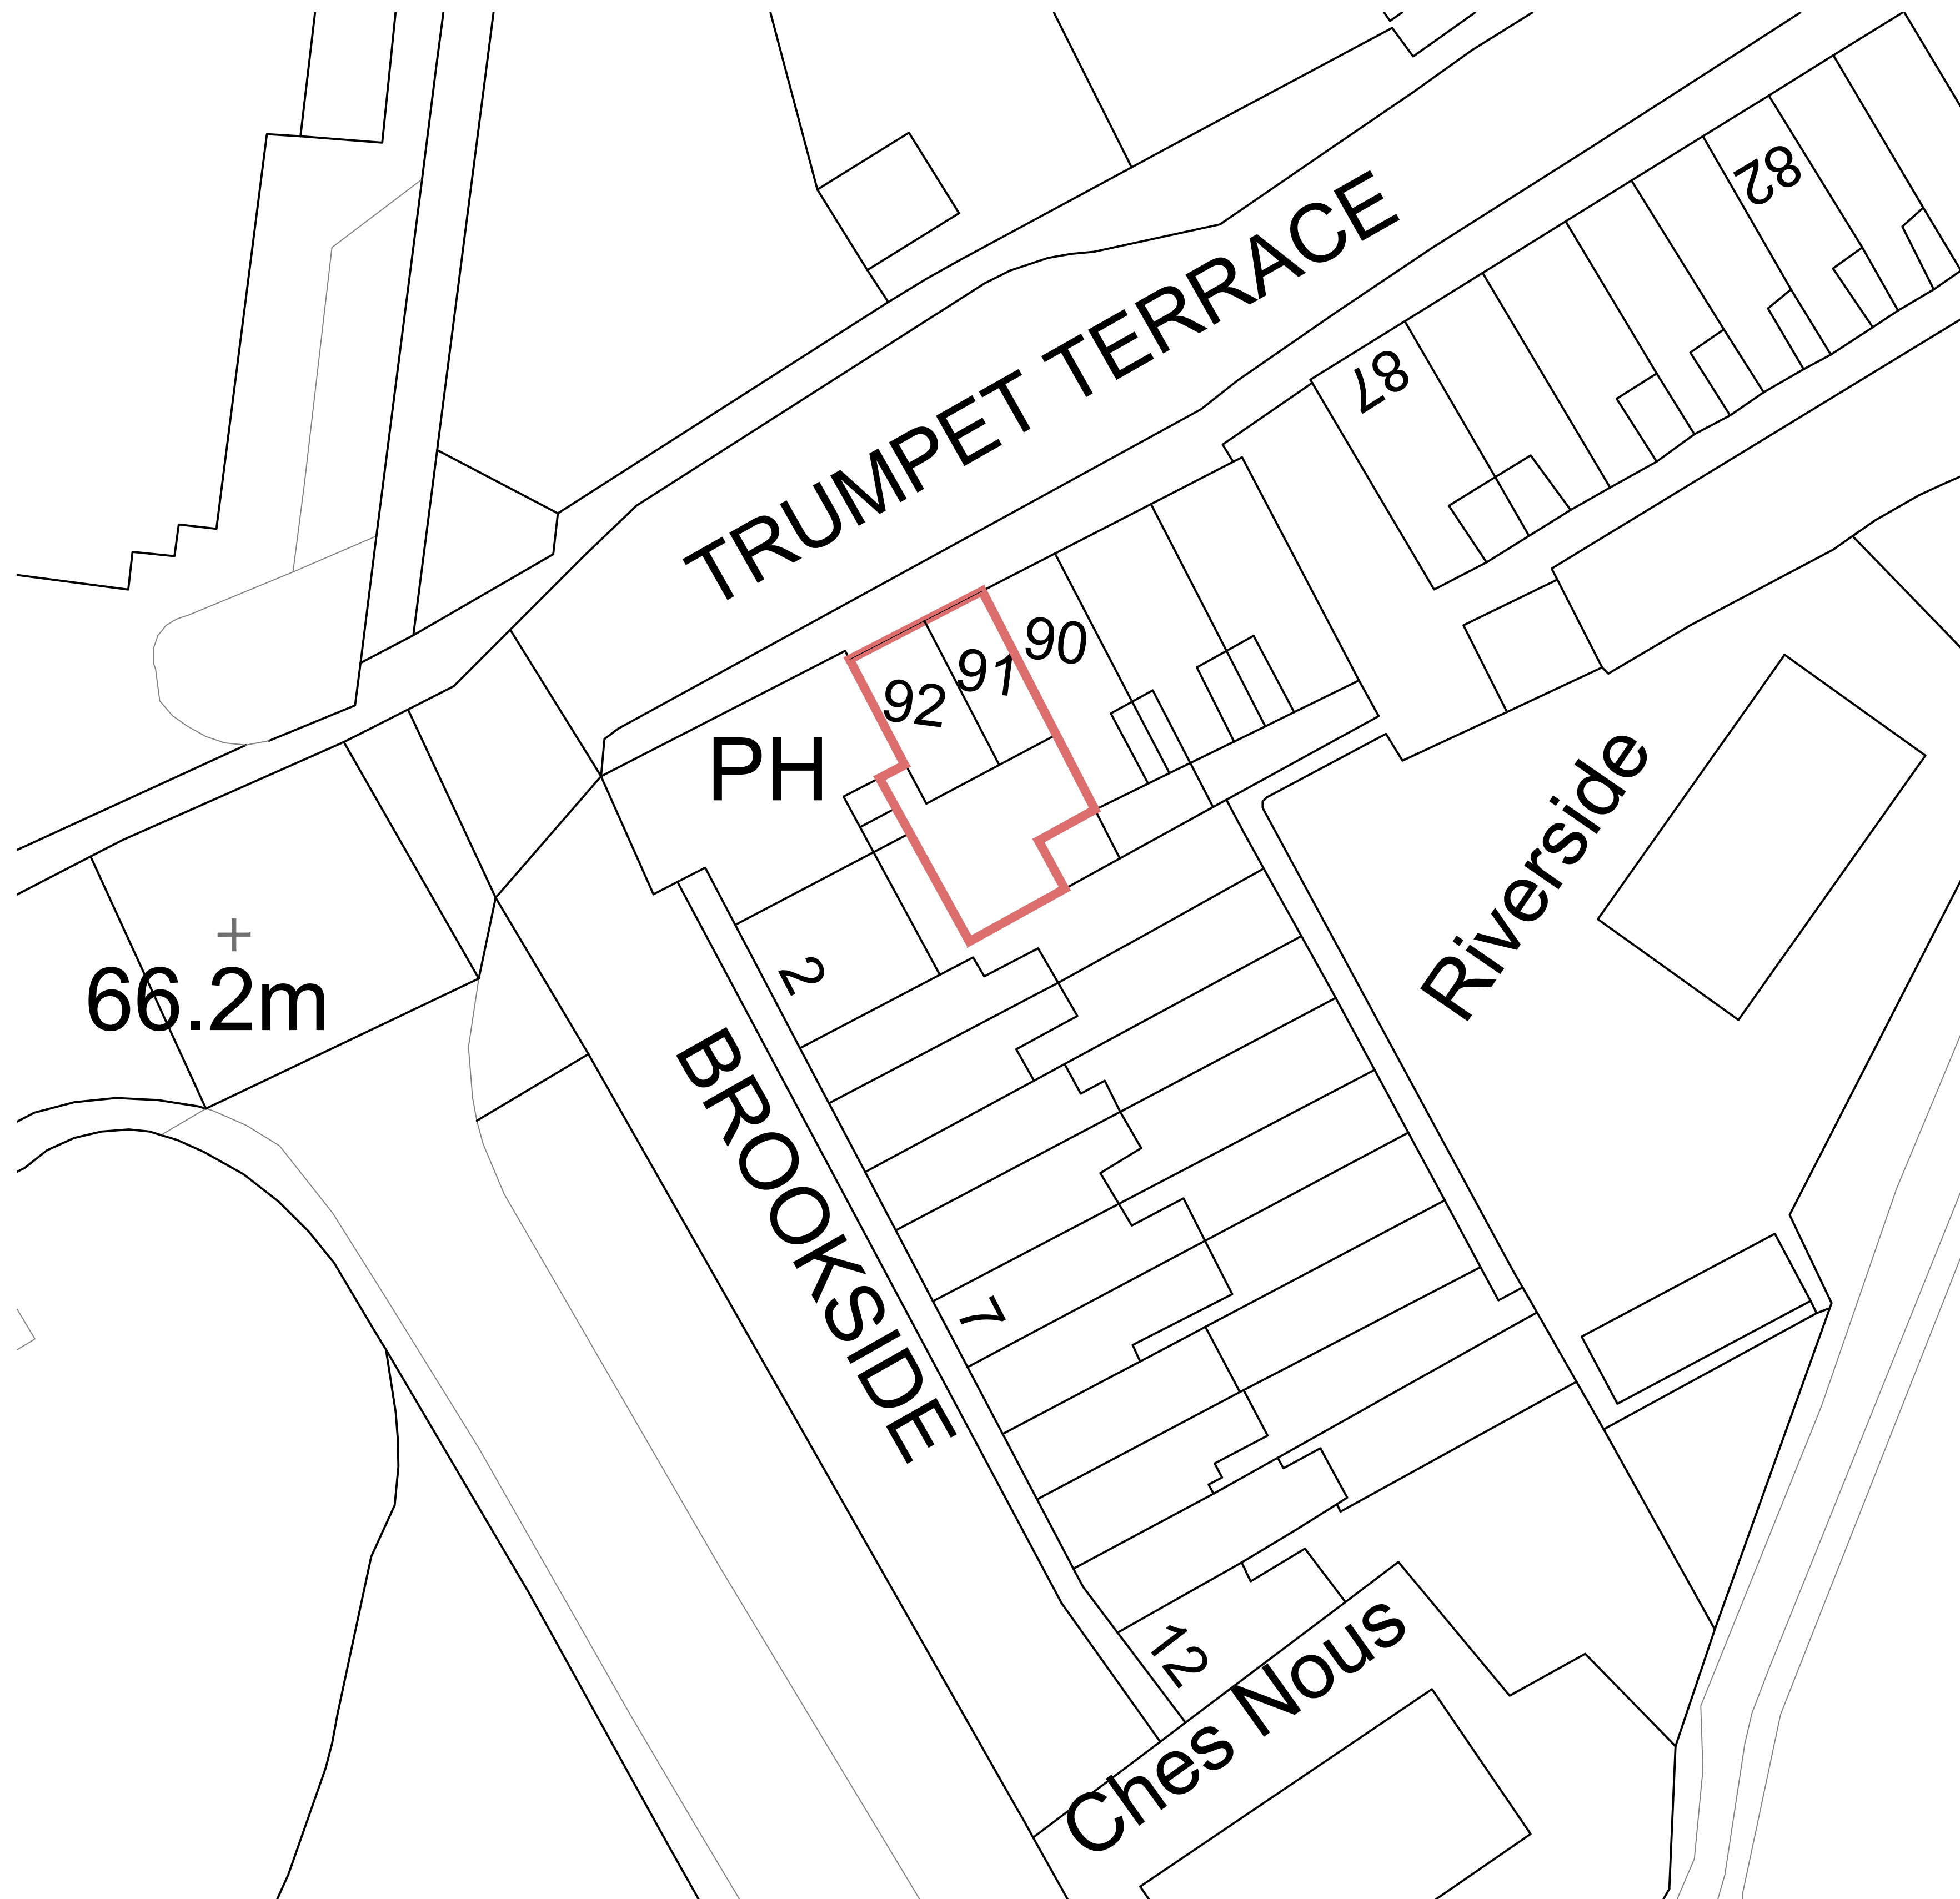 82
TRUMPET TERRACE
87
90
91
92
PH
Riverside
66.2m
2
BROOKSIDE
7
12
Ches Nous